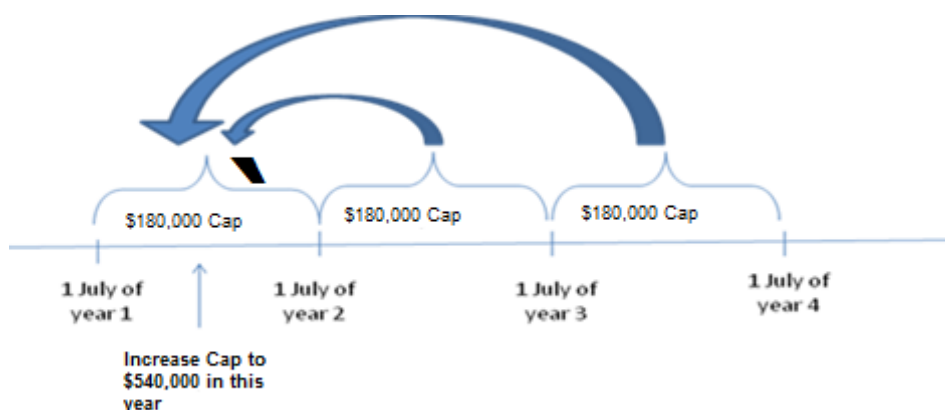 $180,000 Cap
$180,000 Cap
$180,000 Cap
1 July of
year 1
1 July of
year 2
1 July of
year 3
1 July of
year 4
Increase Cap to
$540,000 in this
year